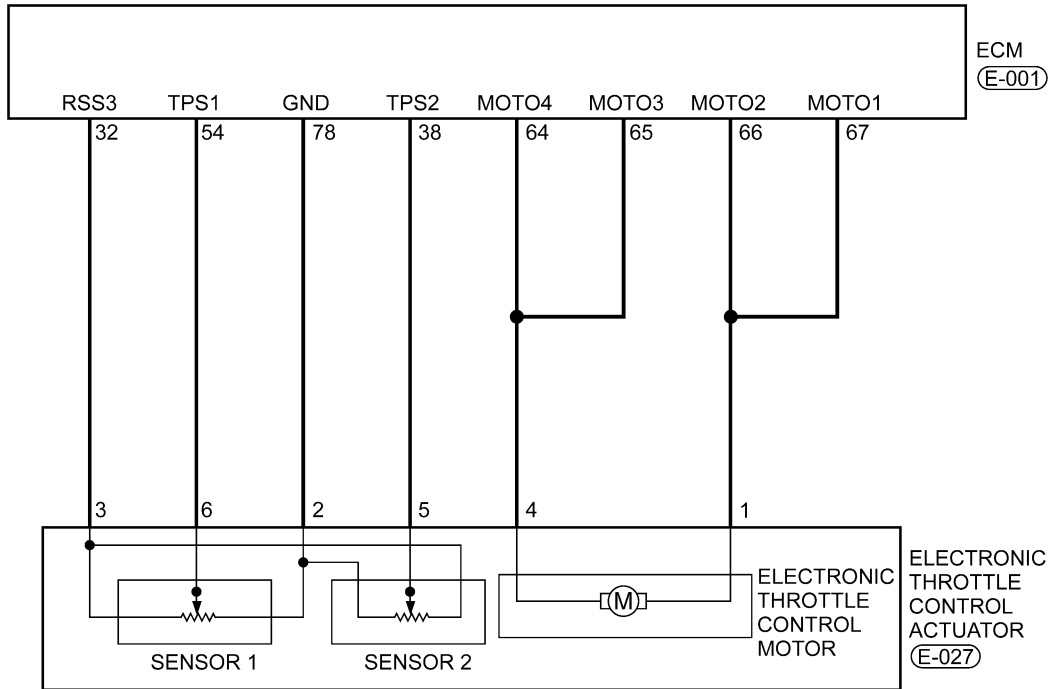 ECM
E-001
RSS3 TPS1 GND TPS2 MOTO4 MOTO3 MOTO2 MOTO1
32 54 78 38 64 65 66 67
3 6 2 5 4 1
SENSOR 1
SENSOR 2
M
ELECTRONIC
THROTTLE
CONTROL
MOTOR
ELECTRONIC
THROTTLE
CONTROL
ACTUATOR
E-027